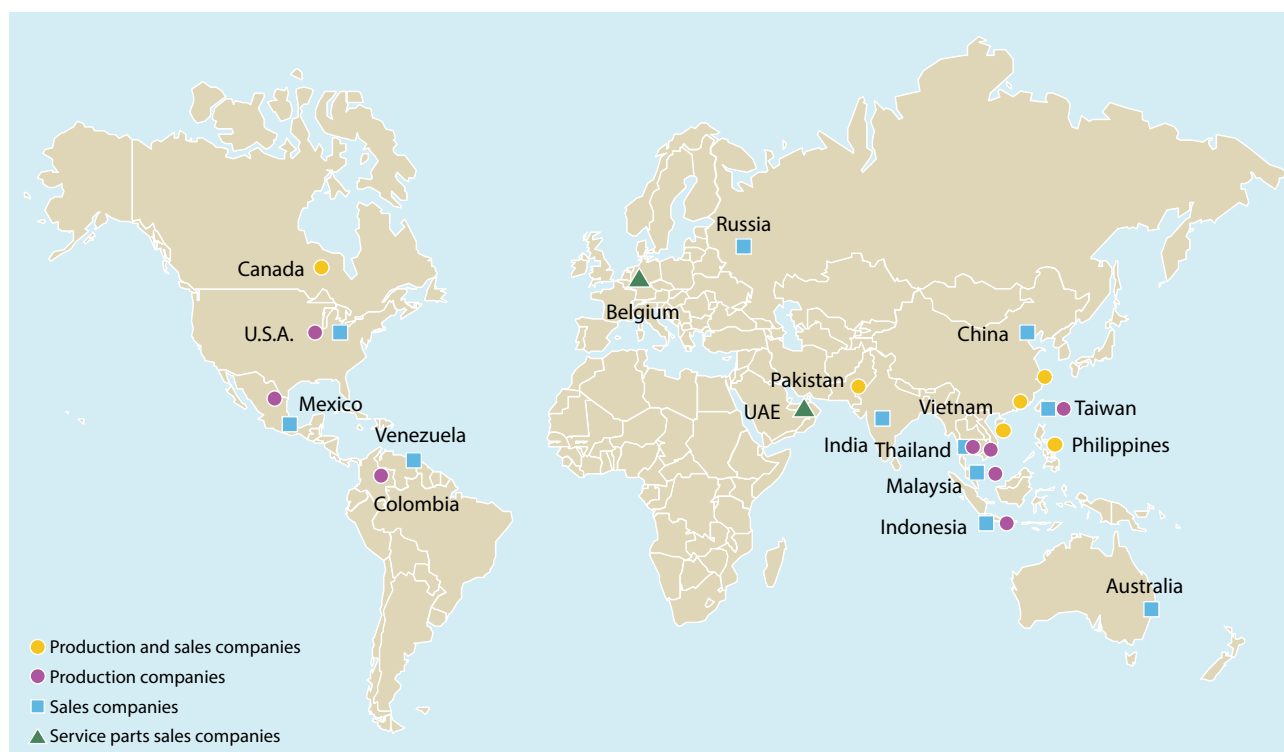 Russia
Canada
Belgium
U.S.A.
China
Pakistan
Mexico
UAE
Vietnam
Taiwan
Venezuela
India
Thailand
Philippines
Malaysia
Colombia
Indonesia
Australia
Production and sales companies
Production companies
Sales companies
Service parts sales companies